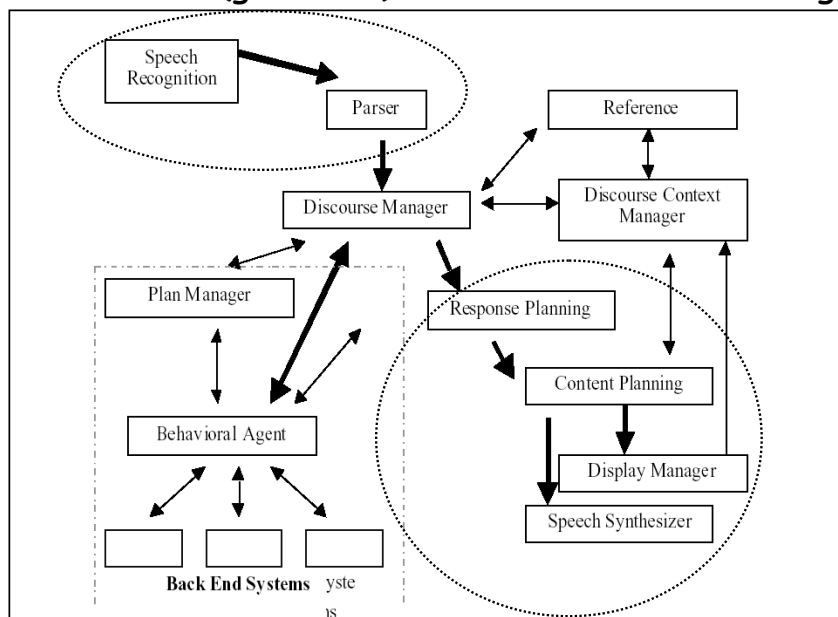 Speech
Recognition
Parser
Reference
Discourse Manager
Discourse Context
Manager
Plan Manager
Response Planning
Content Planning
Behavioral Agent
Display Manager
Speech Synthesizer
Back End Systems yste